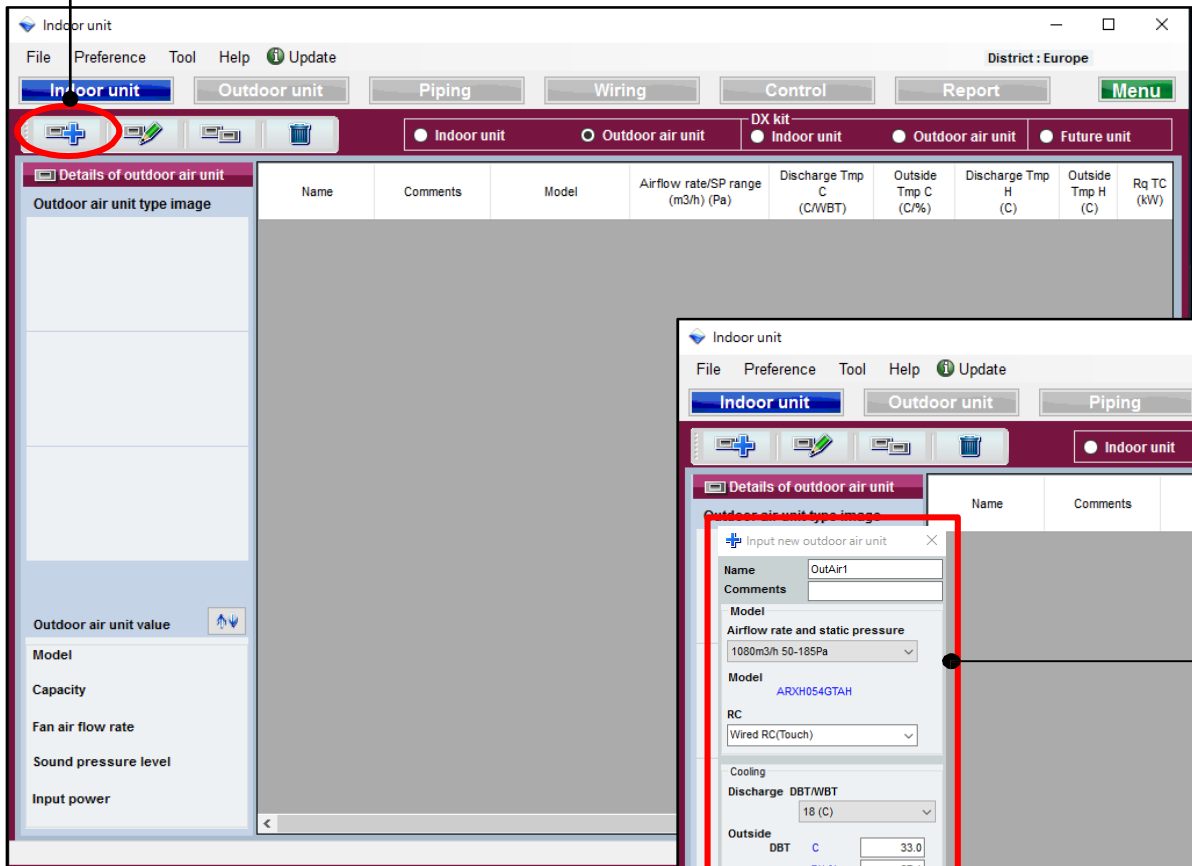 Indoor unit
File Preference Tool Help Update
District : Europe
Indoor unit Outdoor unit Piping Wiring Control Report Menu
Indoor unit Outdoor air unit
DX kit
Indoor unit Outdoor air unit Future unit
Details of outdoor air unit
Outdoor air unit type image
Name Comments Model
Airflow rate/SP range
(m3/h) (Pa)
Discharge Tmp
C
(C/WBT)
Outside
Tmp C
(C/%)
Discharge Tmp
H
(C)
Outside
Tmp H
(C)
Rq TC
(kW)
Outdoor air unit value
Model
Capacity
Fan air flow rate
Sound pressure level
Input power
Indoor unit
File Preference Tool Help Update
Indoor unit Outdoor unit Piping
Indoor unit
Details of outdoor air unit
Outdoor air unit type image
Name Comments
Input new outdoor air unit
Name OutAir1
Comments
Model
Airflow rate and static pressure
1080m3/h 50-185Pa
Model
ARXH054GTAH
RC
Wired RC(Touch)
Cooling
Discharge DBT/WBT
18 (C)
Outside
DBT C 33.0